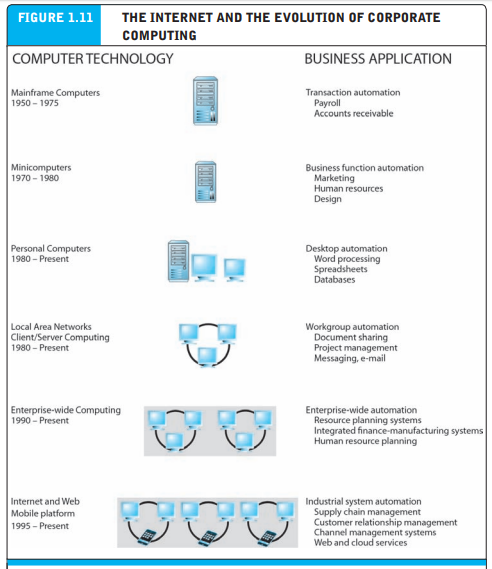 FIGURE 1.11
THE INTERNET AND THE EVOLUTION OF CORPORATE
COMPUTING
COMPUTER TECHNOLOGY
BUSINESS APPLICATION
Mainframe Computers
1950 – 1975
Transaction automation
Payroll
Accounts receivable
Minicomputers
1970 – 1980
Business function automation
Marketing
Human resources
Design
Personal Computers
1980 – Present
Desktop automation
Word processing
Spreadsheets
Databases
Local Area Networks
Client/Server Computing
1980 – Present
Workgroup automation
Document sharing
Project management
Messaging, e-mail
Enterprise-wide Computing
1990 – Present
Enterprise-wide automation
Resource planning systems
Integrated finance-manufacturing systems
Human resource planning
Internet and Web
Mobile platform
1995 – Present
Industrial system automation
Supply chain management
Customer relationship management
Channel management systems
Web and cloud services